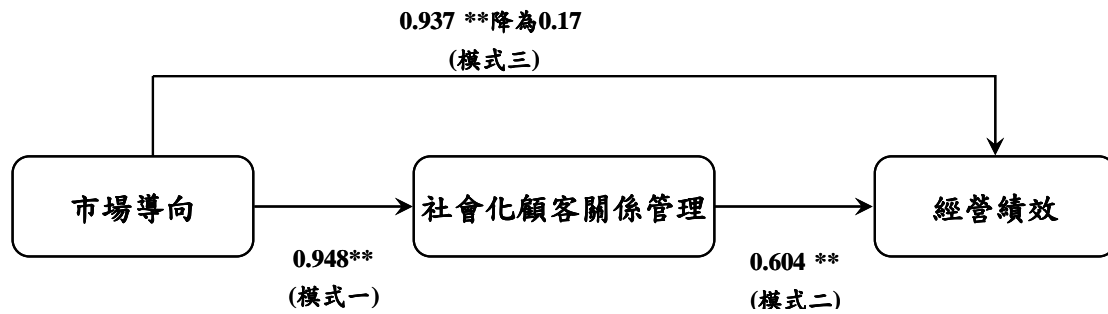 0.937 **降為0.17
(模式三)
市場導向
社會化顧客關係管理
經營績效
0.948**
(模式一)
0.604 **
(模式二)